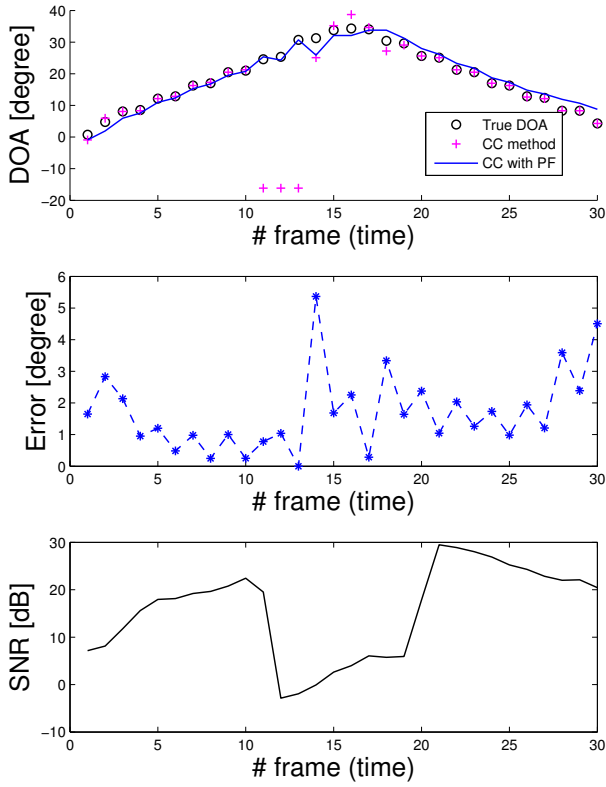 40
30
20
10
0
−10
−20
DOA [degree]
True DOA
CC method
CC with PF
0 5 10 15 20 25 30
# frame (time)
6
5
4
3
2
1
0
Error [degree]
0 5 10 15 20 25 30
# frame (time)
30
20
10
0
−10
SNR [dB]
0 5 10 15 20 25 30
# frame (time)